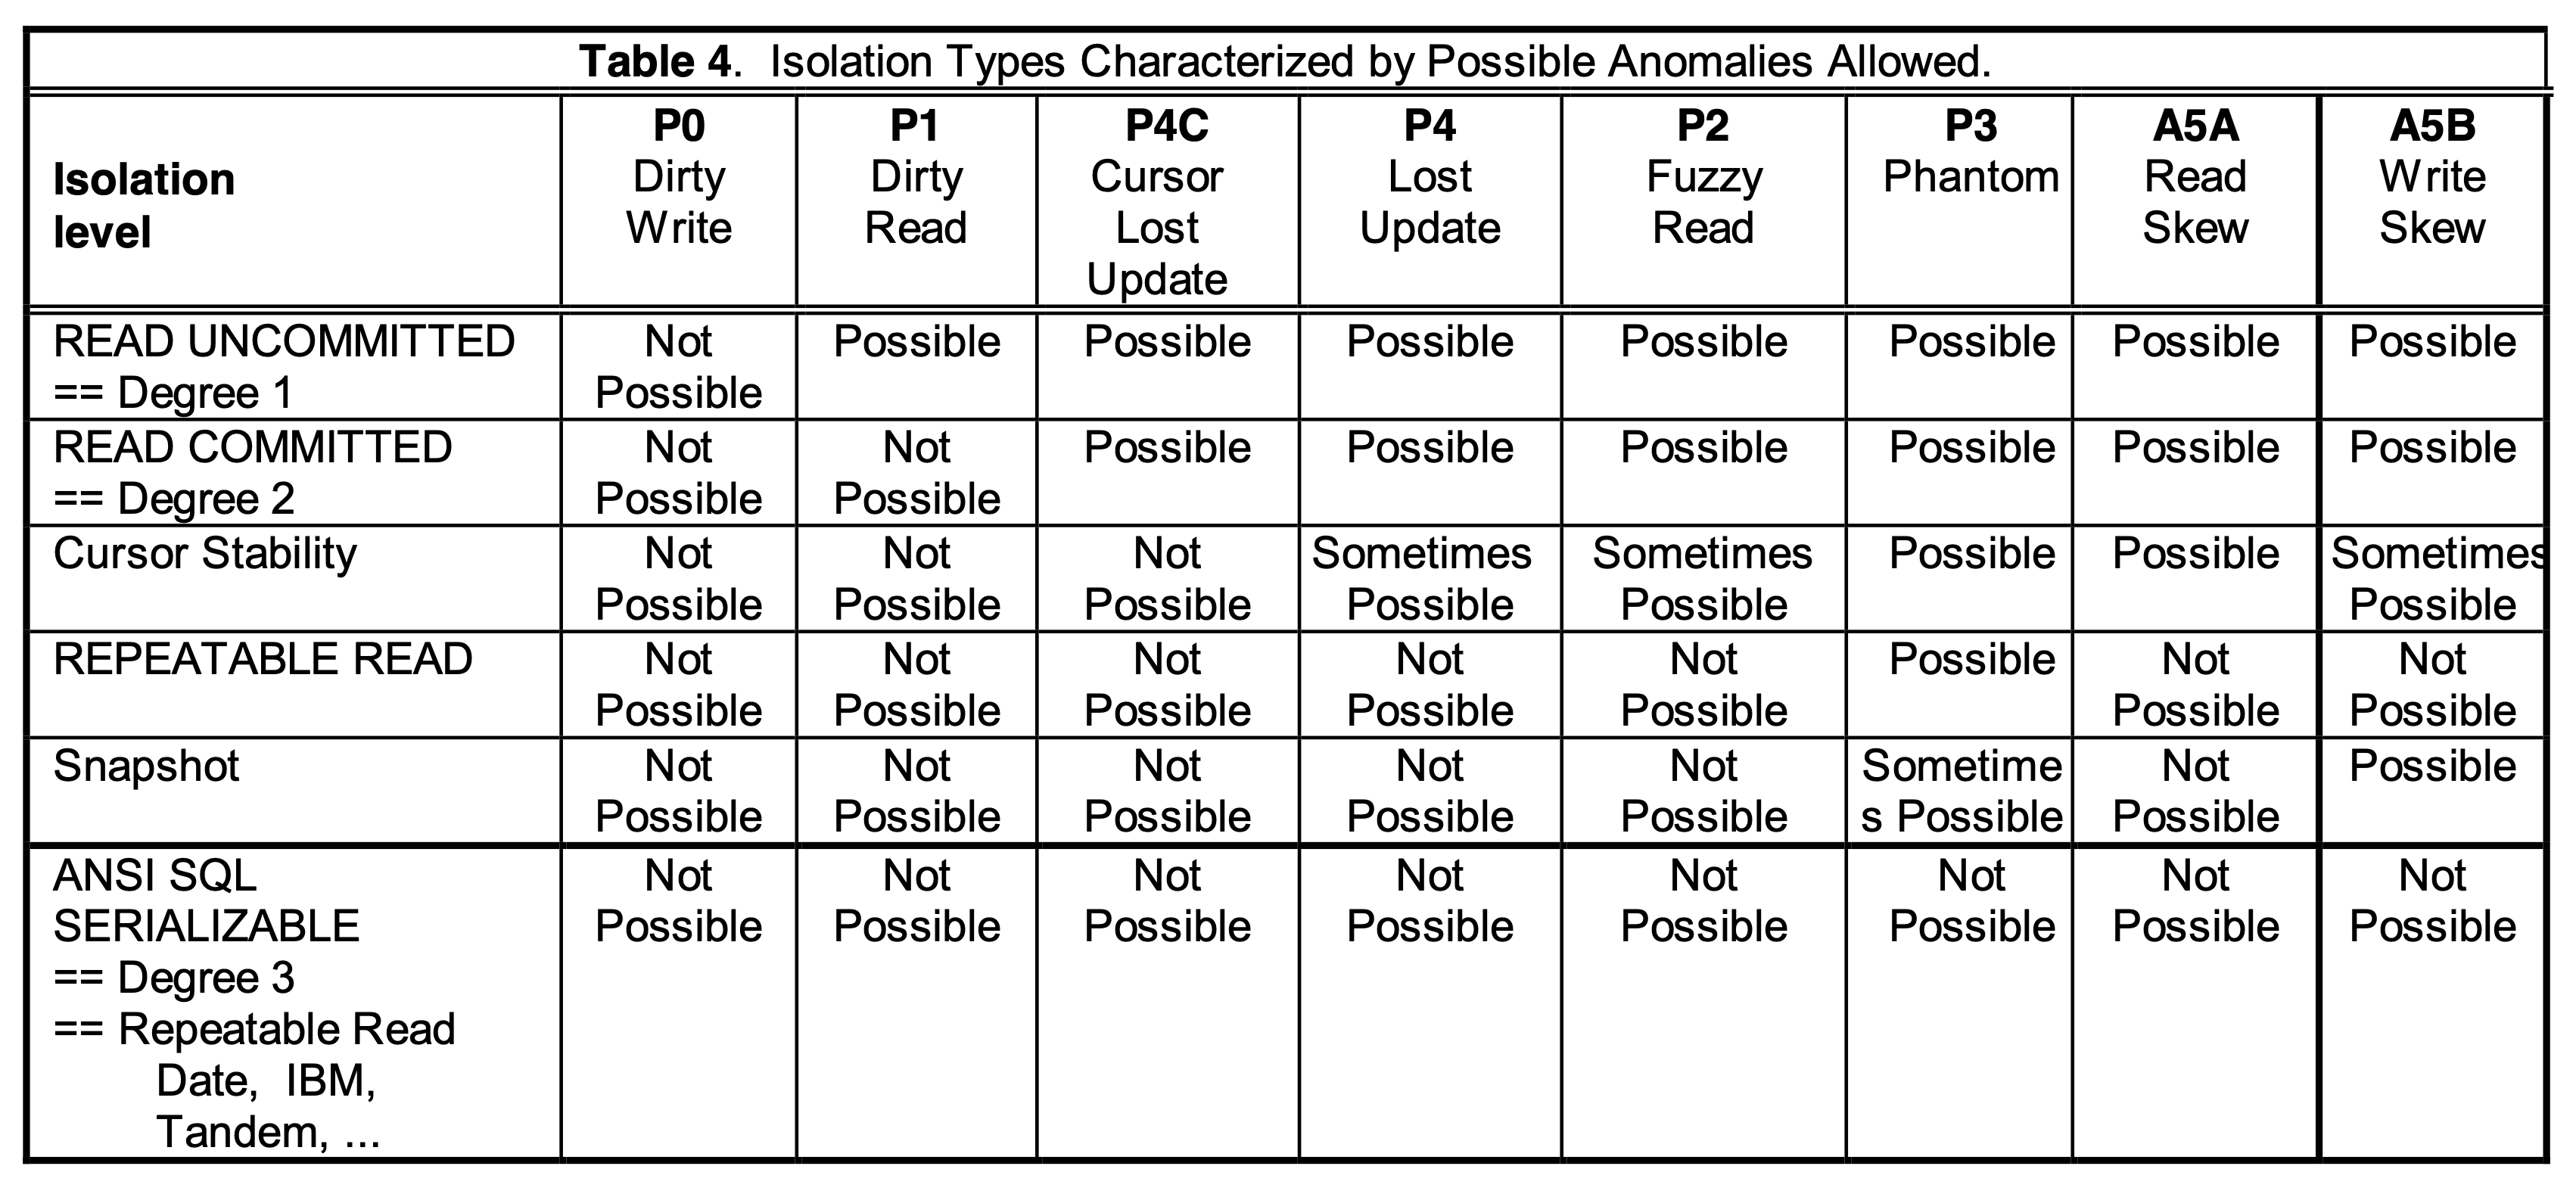 Table 4.  Isolation Types Characterized by Possible Anomalies Allowed.
Isolation level
P0 Dirty Write
P1 Dirty Read
P4C Cursor Lost Update
P4 Lost Update
P2 Fuzzy Read
P3 Phantom
A5A Read Skew
A5B Write Skew
READ UNCOMMITTED == Degree 1
Not Possible
Possible
Possible
Possible
Possible
Possible
Possible
Possible
READ COMMITTED == Degree 2
Not Possible
Not Possible
Possible
Possible
Possible
Possible
Possible
Possible
Cursor Stability
Not Possible
Not Possible
Not Possible
Sometimes Possible
Sometimes Possible
Possible
Possible
Sometimes Possible
REPEATABLE READ
Not Possible
Not Possible
Not Possible
Not Possible
Not Possible
Possible
Not Possible
Not Possible
Snapshot
Not Possible
Not Possible
Not Possible
Not Possible
Not Possible
Sometime
s Possible
Not Possible
Possible
ANSI SQL
SERIALIZABLE
== Degree 3
== Repeatable Read
Date,  IBM,
Tandem, ...
Not Possible
Not Possible
Not Possible
Not Possible
Not Possible
Not Possible
Not Possible
Not Possible